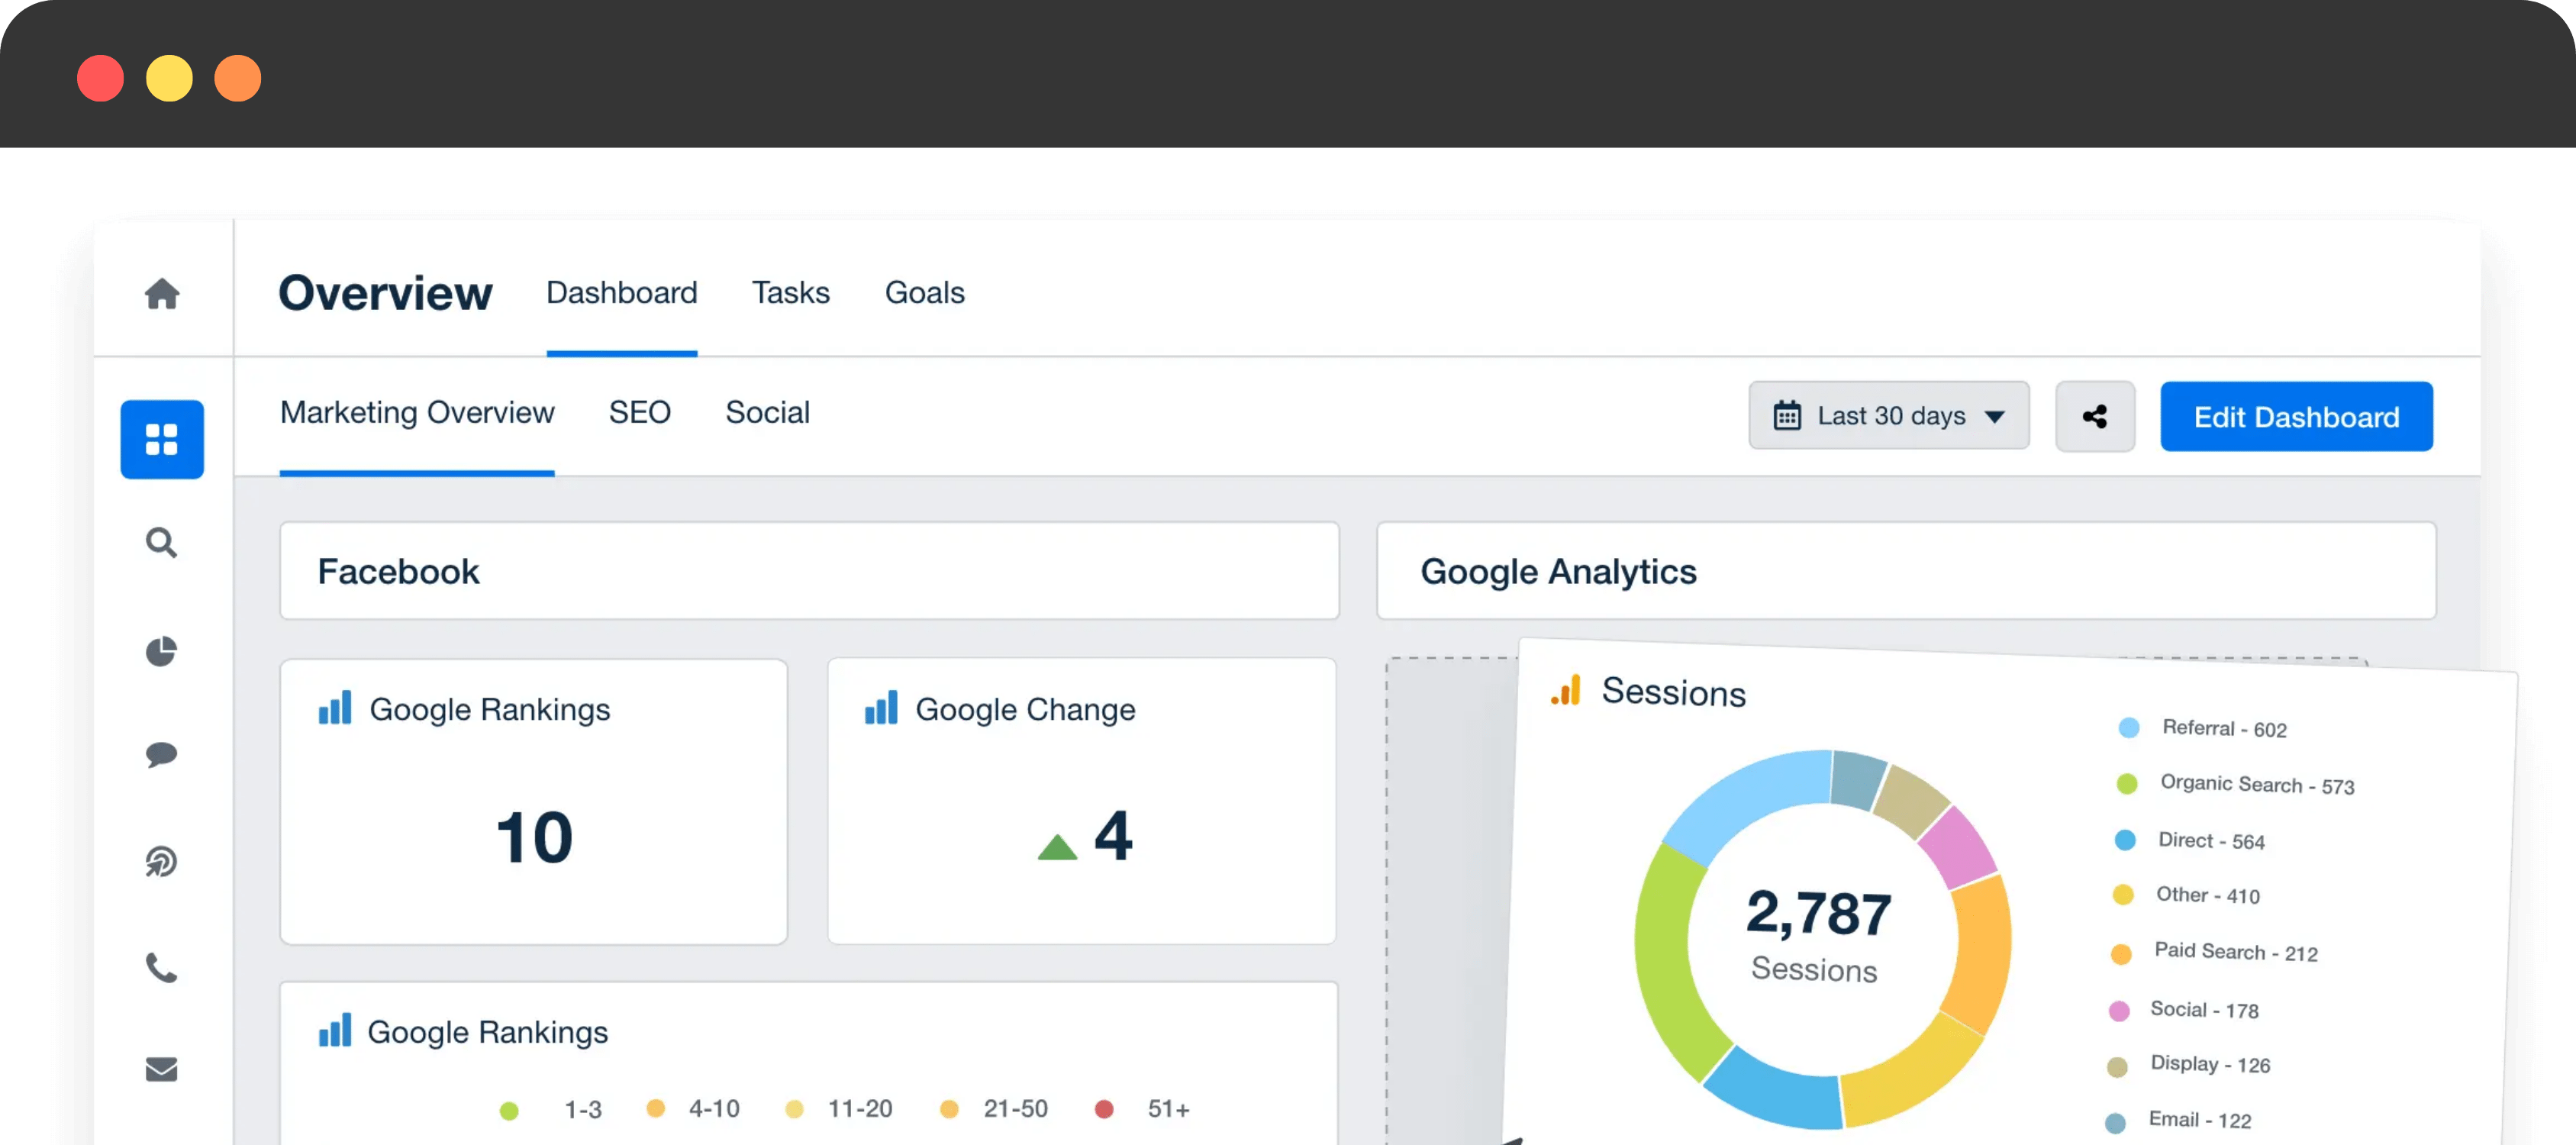 Overview Dashboard Tasks Goals
Marketing Overview SEO Social Last 30 days Edit Dashboard
Facebook
Google Analytics
Google Rankings
10
Google Change
4
Google Rankings
1-3 4-10 11-20 21-50 51+
Sessions
2,787
Sessions
Referral - 602
Organic Search - 573
Direct - 564
Other - 410
Paid Search - 212
Social - 178
Display - 126
Email - 122